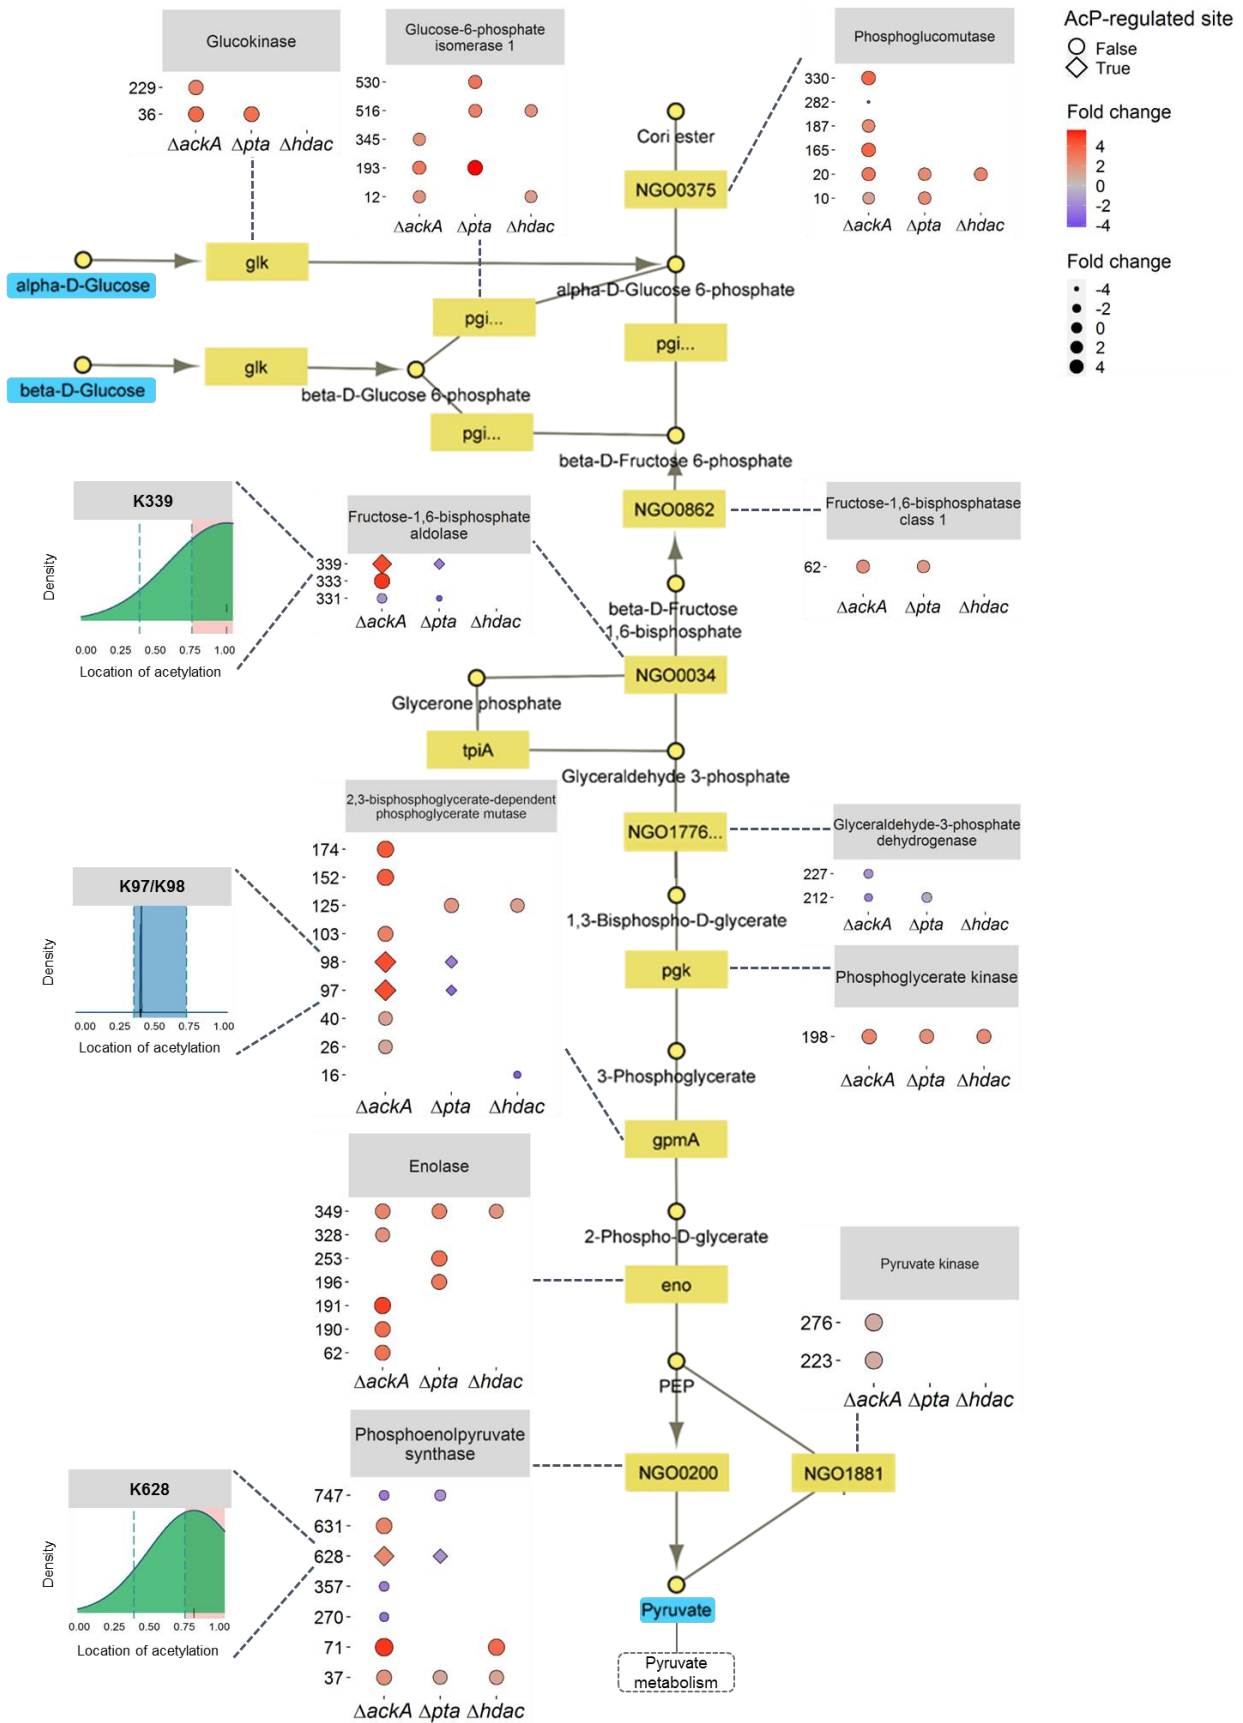 AcP-regulated site
False
True
Fold change
4
2
0
-2
-4
Fold change
-4
-2
0
2
4
Glucokinase
229
36
ΔackA Δpta Δhdac
Glucose-6-phosphate
isomerase 1
530
516
345
193
12
ΔackA Δpta Δhdac
Phosphoglucomutase
330
282
187
165
20
10
ΔackA Δpta Δhdac
Cori ester
NGO0375
alpha-D-Glucose
glk
alpha-D-Glucose 6-phosphate
pgi...
pgi...
beta-D-Glucose
glk
beta-D-Glucose 6-phosphate
pgi...
beta-D-Fructose 6-phosphate
K339
Density
0.00 0.25 0.50 0.75 1.00
Location of acetylation
Fructose-1,6-bisphosphate
aldolase
339
333
331
ΔackA Δpta Δhdac
NGO0862
Fructose-1,6-bisphosphatase
class 1
62
ΔackA Δpta Δhdac
beta-D-Fructose
1,6-bisphosphate
NGO0034
Glycerone phosphate
tpiA
Glyceraldehyde 3-phosphate
2,3-bisphosphoglycerate-dependent
phosphoglycerate mutase
174
152
125
103
98
97
40
26
16
ΔackA Δpta Δhdac
K97/K98
Density
0.00 0.25 0.50 0.75 1.00
Location of acetylation
NGO1776...
Glyceraldehyde-3-phosphate
dehydrogenase
227
212
ΔackA Δpta Δhdac
1,3-Bisphospho-D-glycerate
pgk
Phosphoglycerate kinase
198
ΔackA Δpta Δhdac
3-Phosphoglycerate
gpmA
Enolase
349
328
253
196
191
190
62
ΔackA Δpta Δhdac
2-Phospho-D-glycerate
eno
Pyruvate kinase
276
223
ΔackA Δpta Δhdac
PEP
Phosphoenolpyruvate
synthase
747
631
628
357
270
71
37
ΔackA Δpta Δhdac
NGO0200
NGO1881
K628
Density
0.00 0.25 0.50 0.75 1.00
Location of acetylation
Pyruvate
Pyruvate
metabolism